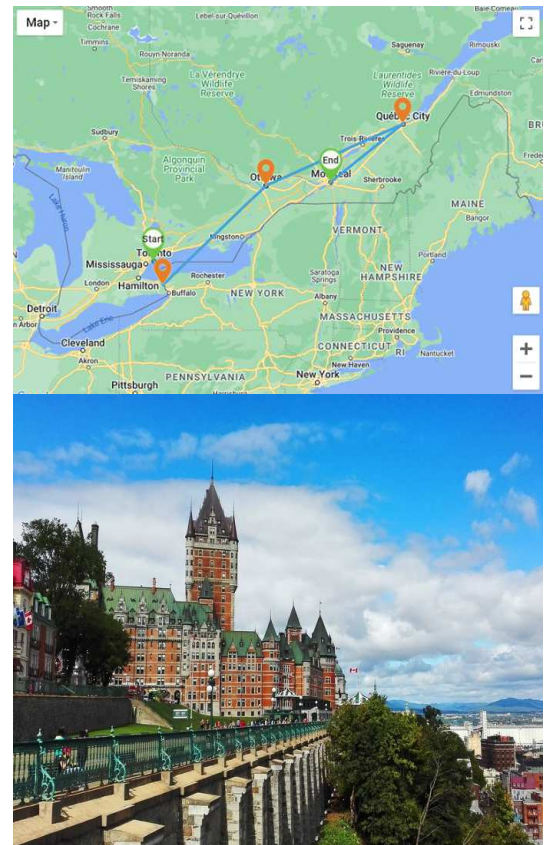 Map
Smooth
Rock Falls
Cochrane
Timmins
Lebel-sur-Quévillon
Baie-Comeau
Rouyn-Noranda
Saguenay
Rimouski
Temiskaming
Shores
La Vérendrye
Wildlife
Reserve
Laurentides
Wildlife
Reserve
Rivière-du-Loup
Edmundston
Sudbury
Québec City
Trois-Rivières
Manitoulin
Island
Algonquin
Provincial
Park
End
Montreal
Sherbrooke
MAINE
Bangor
Lake Huron
Start
Toronto
Kingston
VERMONT
Mississauga
Hamilton
London
Rochester
Buffalo
NEW YORK
Saratoga
Springs
NEW
HAMPSHIRE
Portland
Albany
Detroit
n Arbor
Lake Erie
MASSACHUSETTS
Providence
Cleveland
Akron
CONNECTICUT
RI
Nantucket
New Haven
PENNSYLVANIA
New York
Pittsburgh
+
−